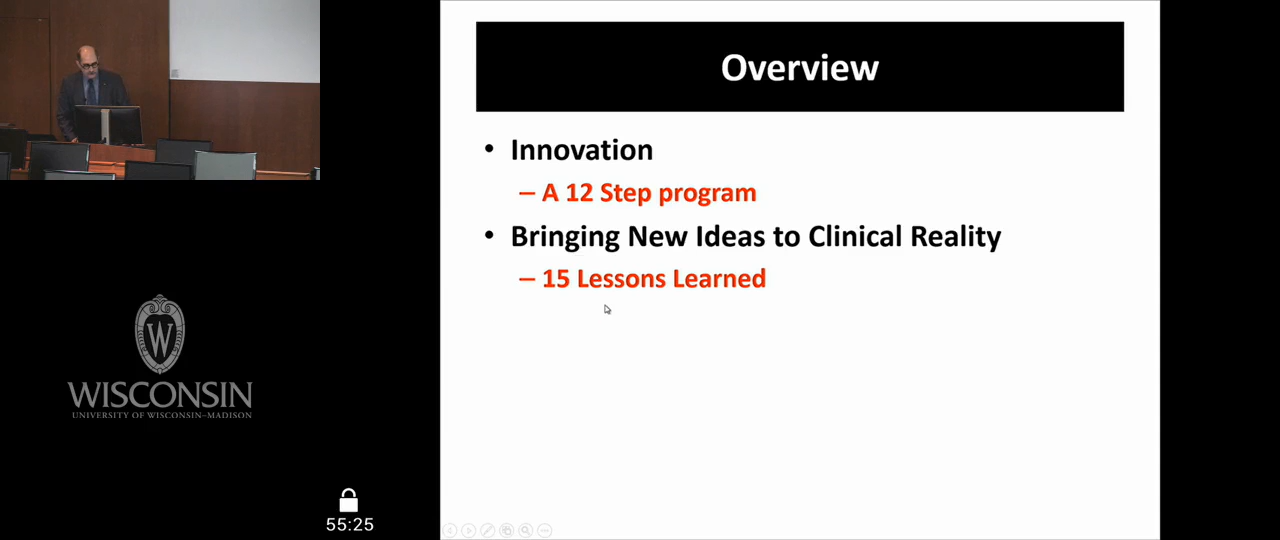 Overview
• Innovation
– A 12 Step program
• Bringing New Ideas to Clinical Reality
– 15 Lessons Learned
W
WISCONSIN
UNIVERSITY OF WISCONSIN–MADISON
55:25